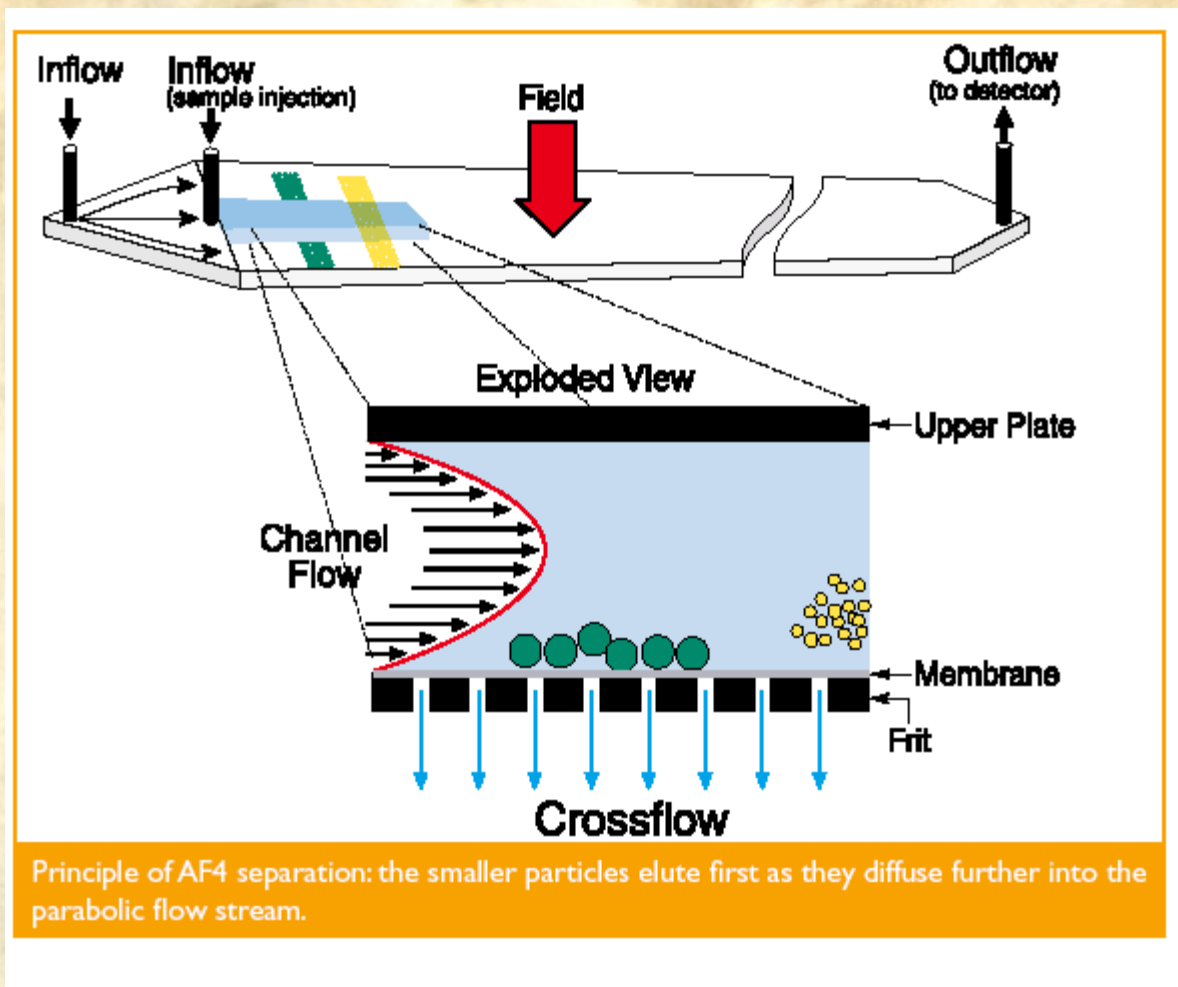 Inflow
Inflow
(sample injection)
Field
Outflow
(to detector)
Exploded View
Upper Plate
Channel
Flow
Membrane
Frit
Crossflow
Principle of AF4 separation: the smaller particles elute first as they diffuse further into the
parabolic flow stream.